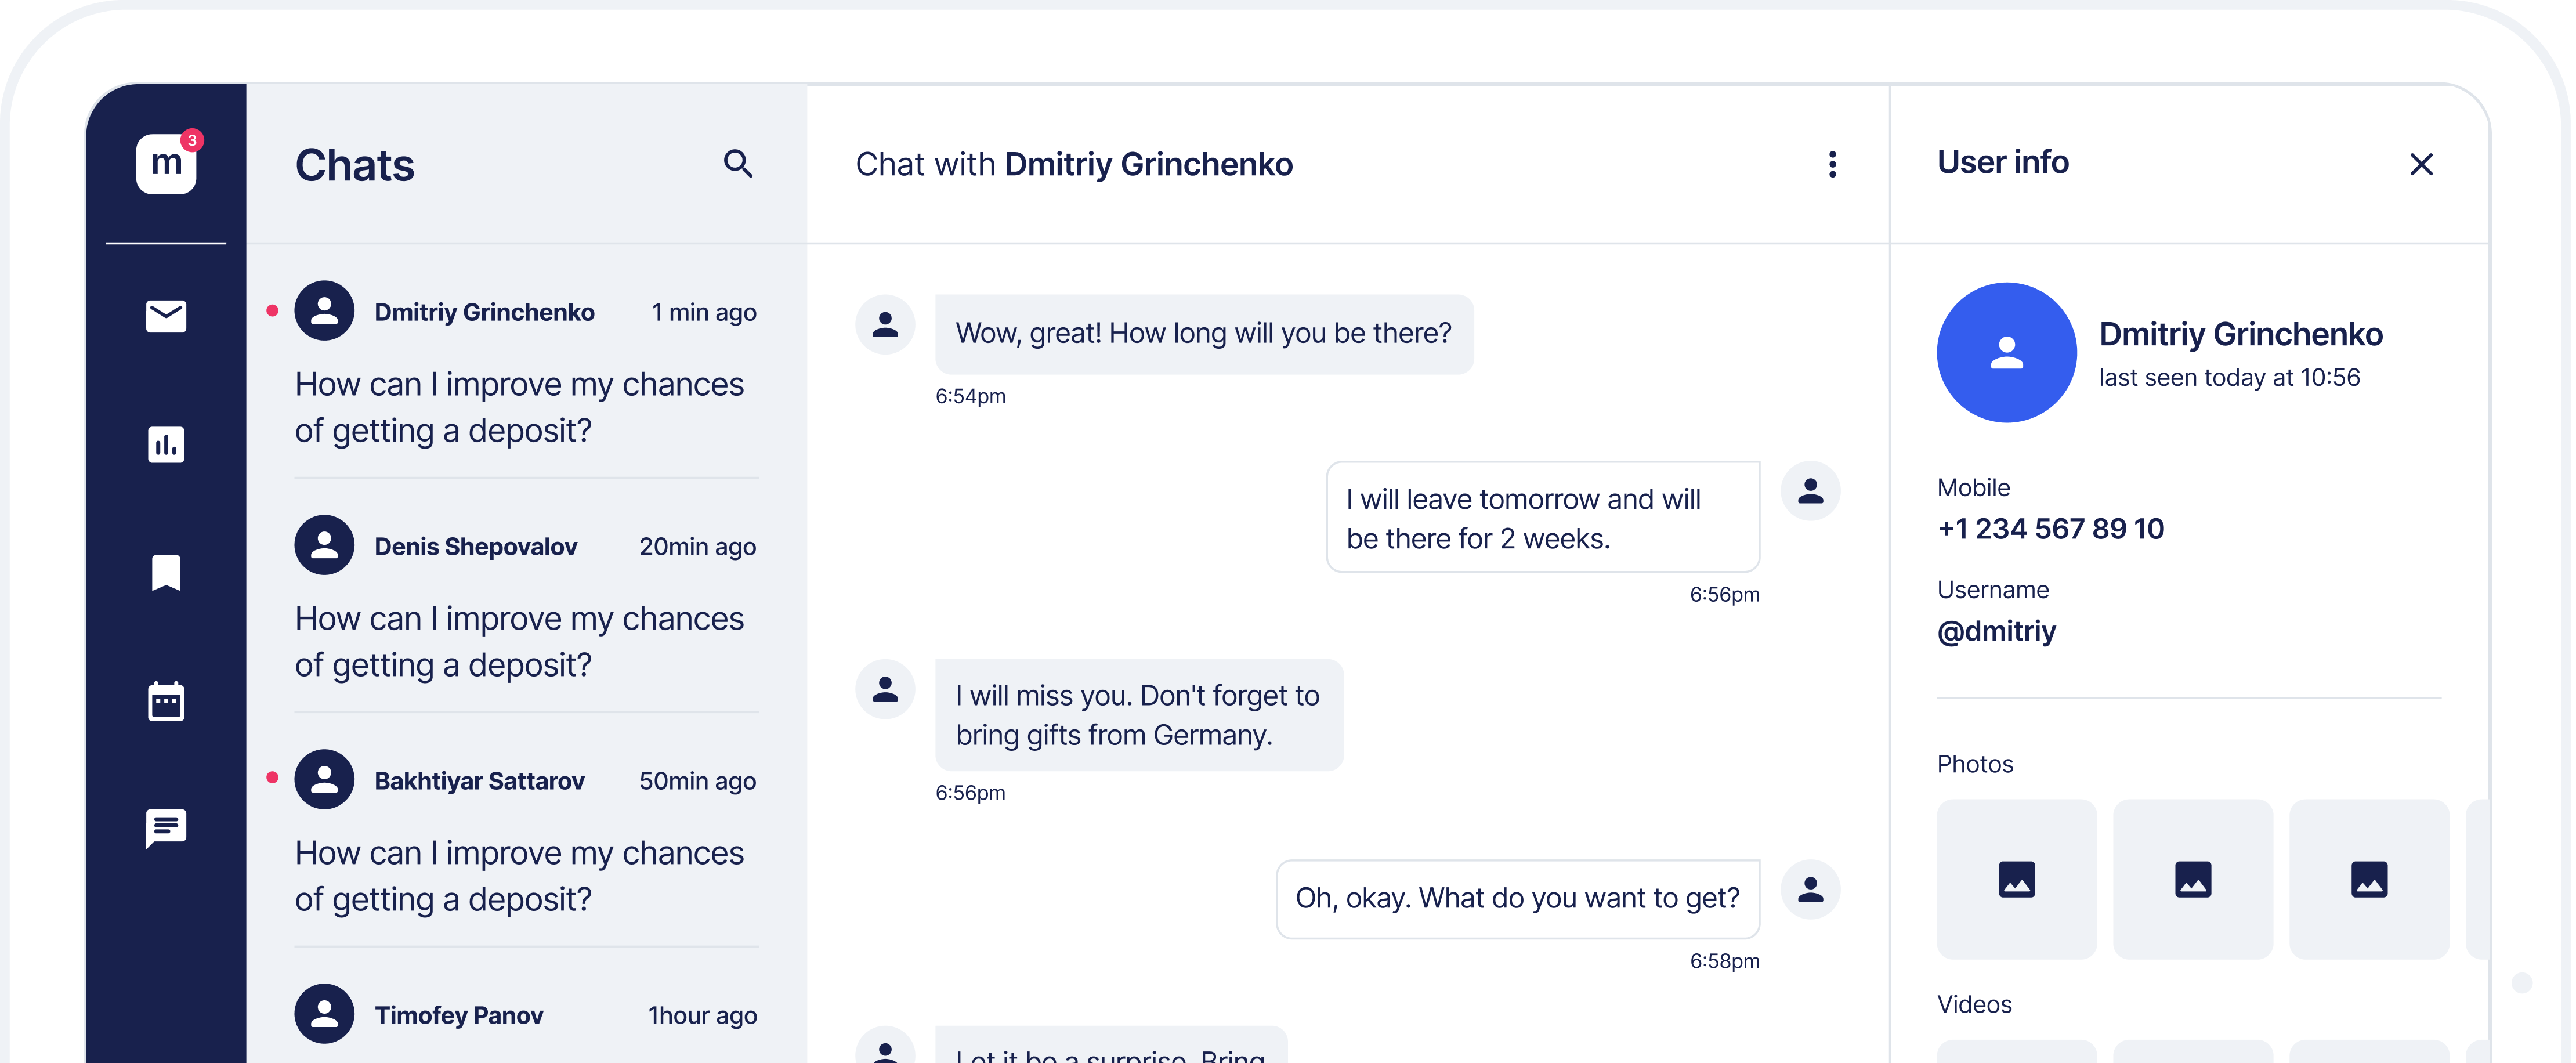 m
3
Chats
Dmitriy Grinchenko
1 min ago
How can I improve my chances
of getting a deposit?
Denis Shepovalov
20min ago
How can I improve my chances
of getting a deposit?
Bakhtiyar Sattarov
50min ago
How can I improve my chances
of getting a deposit?
Timofey Panov
1hour ago
Chat with Dmitriy Grinchenko
Wow, great! How long will you be there?
6:54pm
I will leave tomorrow and will
be there for 2 weeks.
6:56pm
I will miss you. Don't forget to
bring gifts from Germany.
6:56pm
Oh, okay. What do you want to get?
6:58pm
Let it be a surprise. Bring
User info
Dmitriy Grinchenko
last seen today at 10:56
Mobile
+1 234 567 89 10
Username
@dmitriy
Photos
Videos